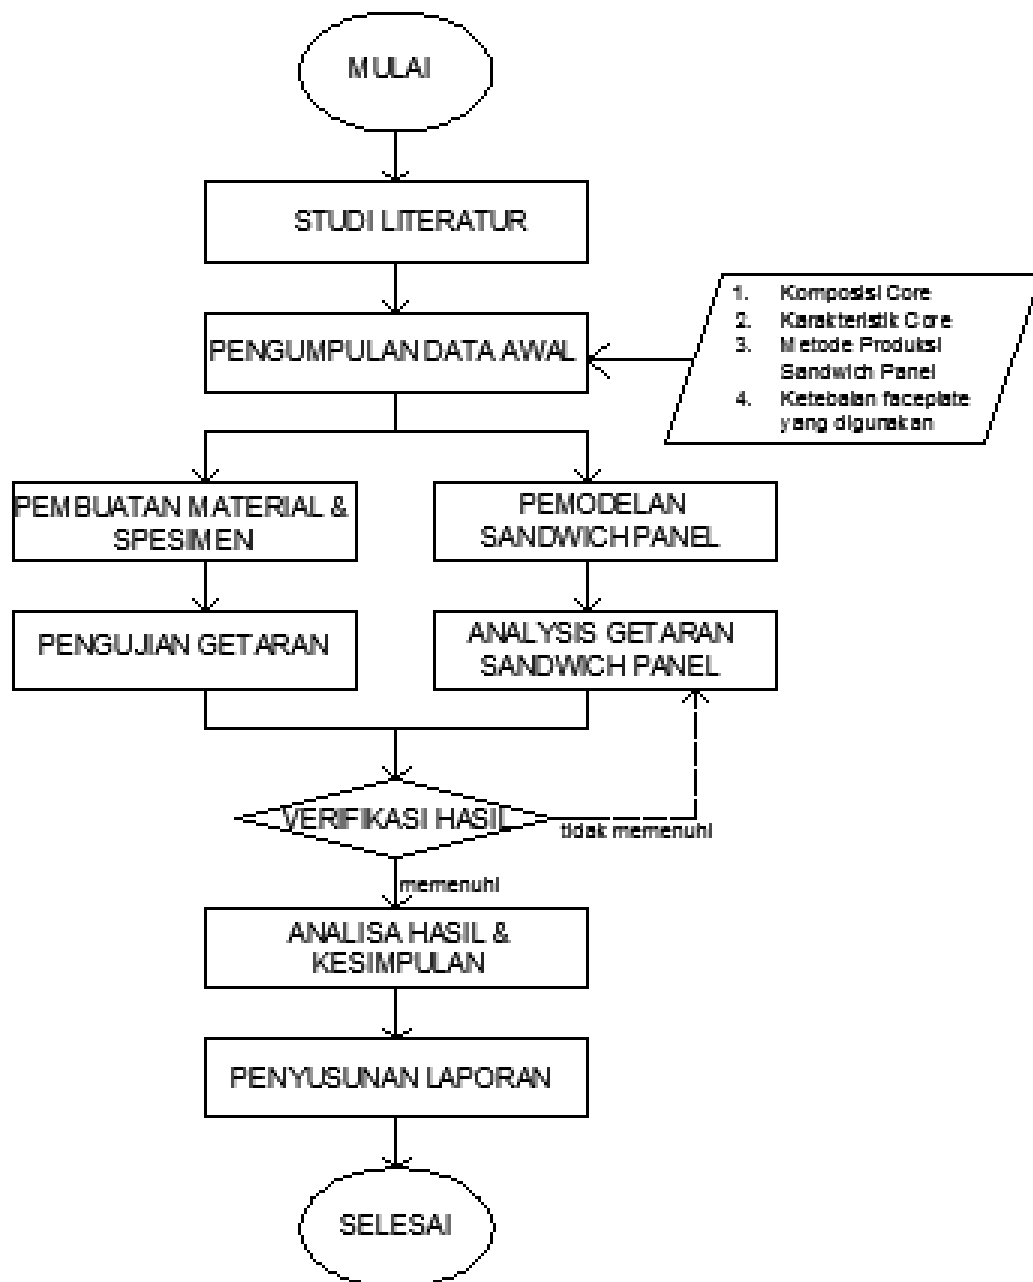 MULAI
STUDI LITERATUR
PENGUMPULAN DATA AWAL
1. Komposisi Core
2. Karakteristik Core
3. Metode Produksi
Sandwich Panel
4. Ketebalan faceplate
yang digunakan
PEMBUATAN MATERIAL &
SPESIMEN
PEMODELAN
SANDWICH PANEL
PENGUJIAN GETARAN
ANALYSIS GETARAN
SANDWICH PANEL
VERIFIKASI HASIL
tidak memenuhi
memenuhi
ANALISA HASIL &
KESIMPULAN
PENYUSUNAN LAPORAN
SELESAI